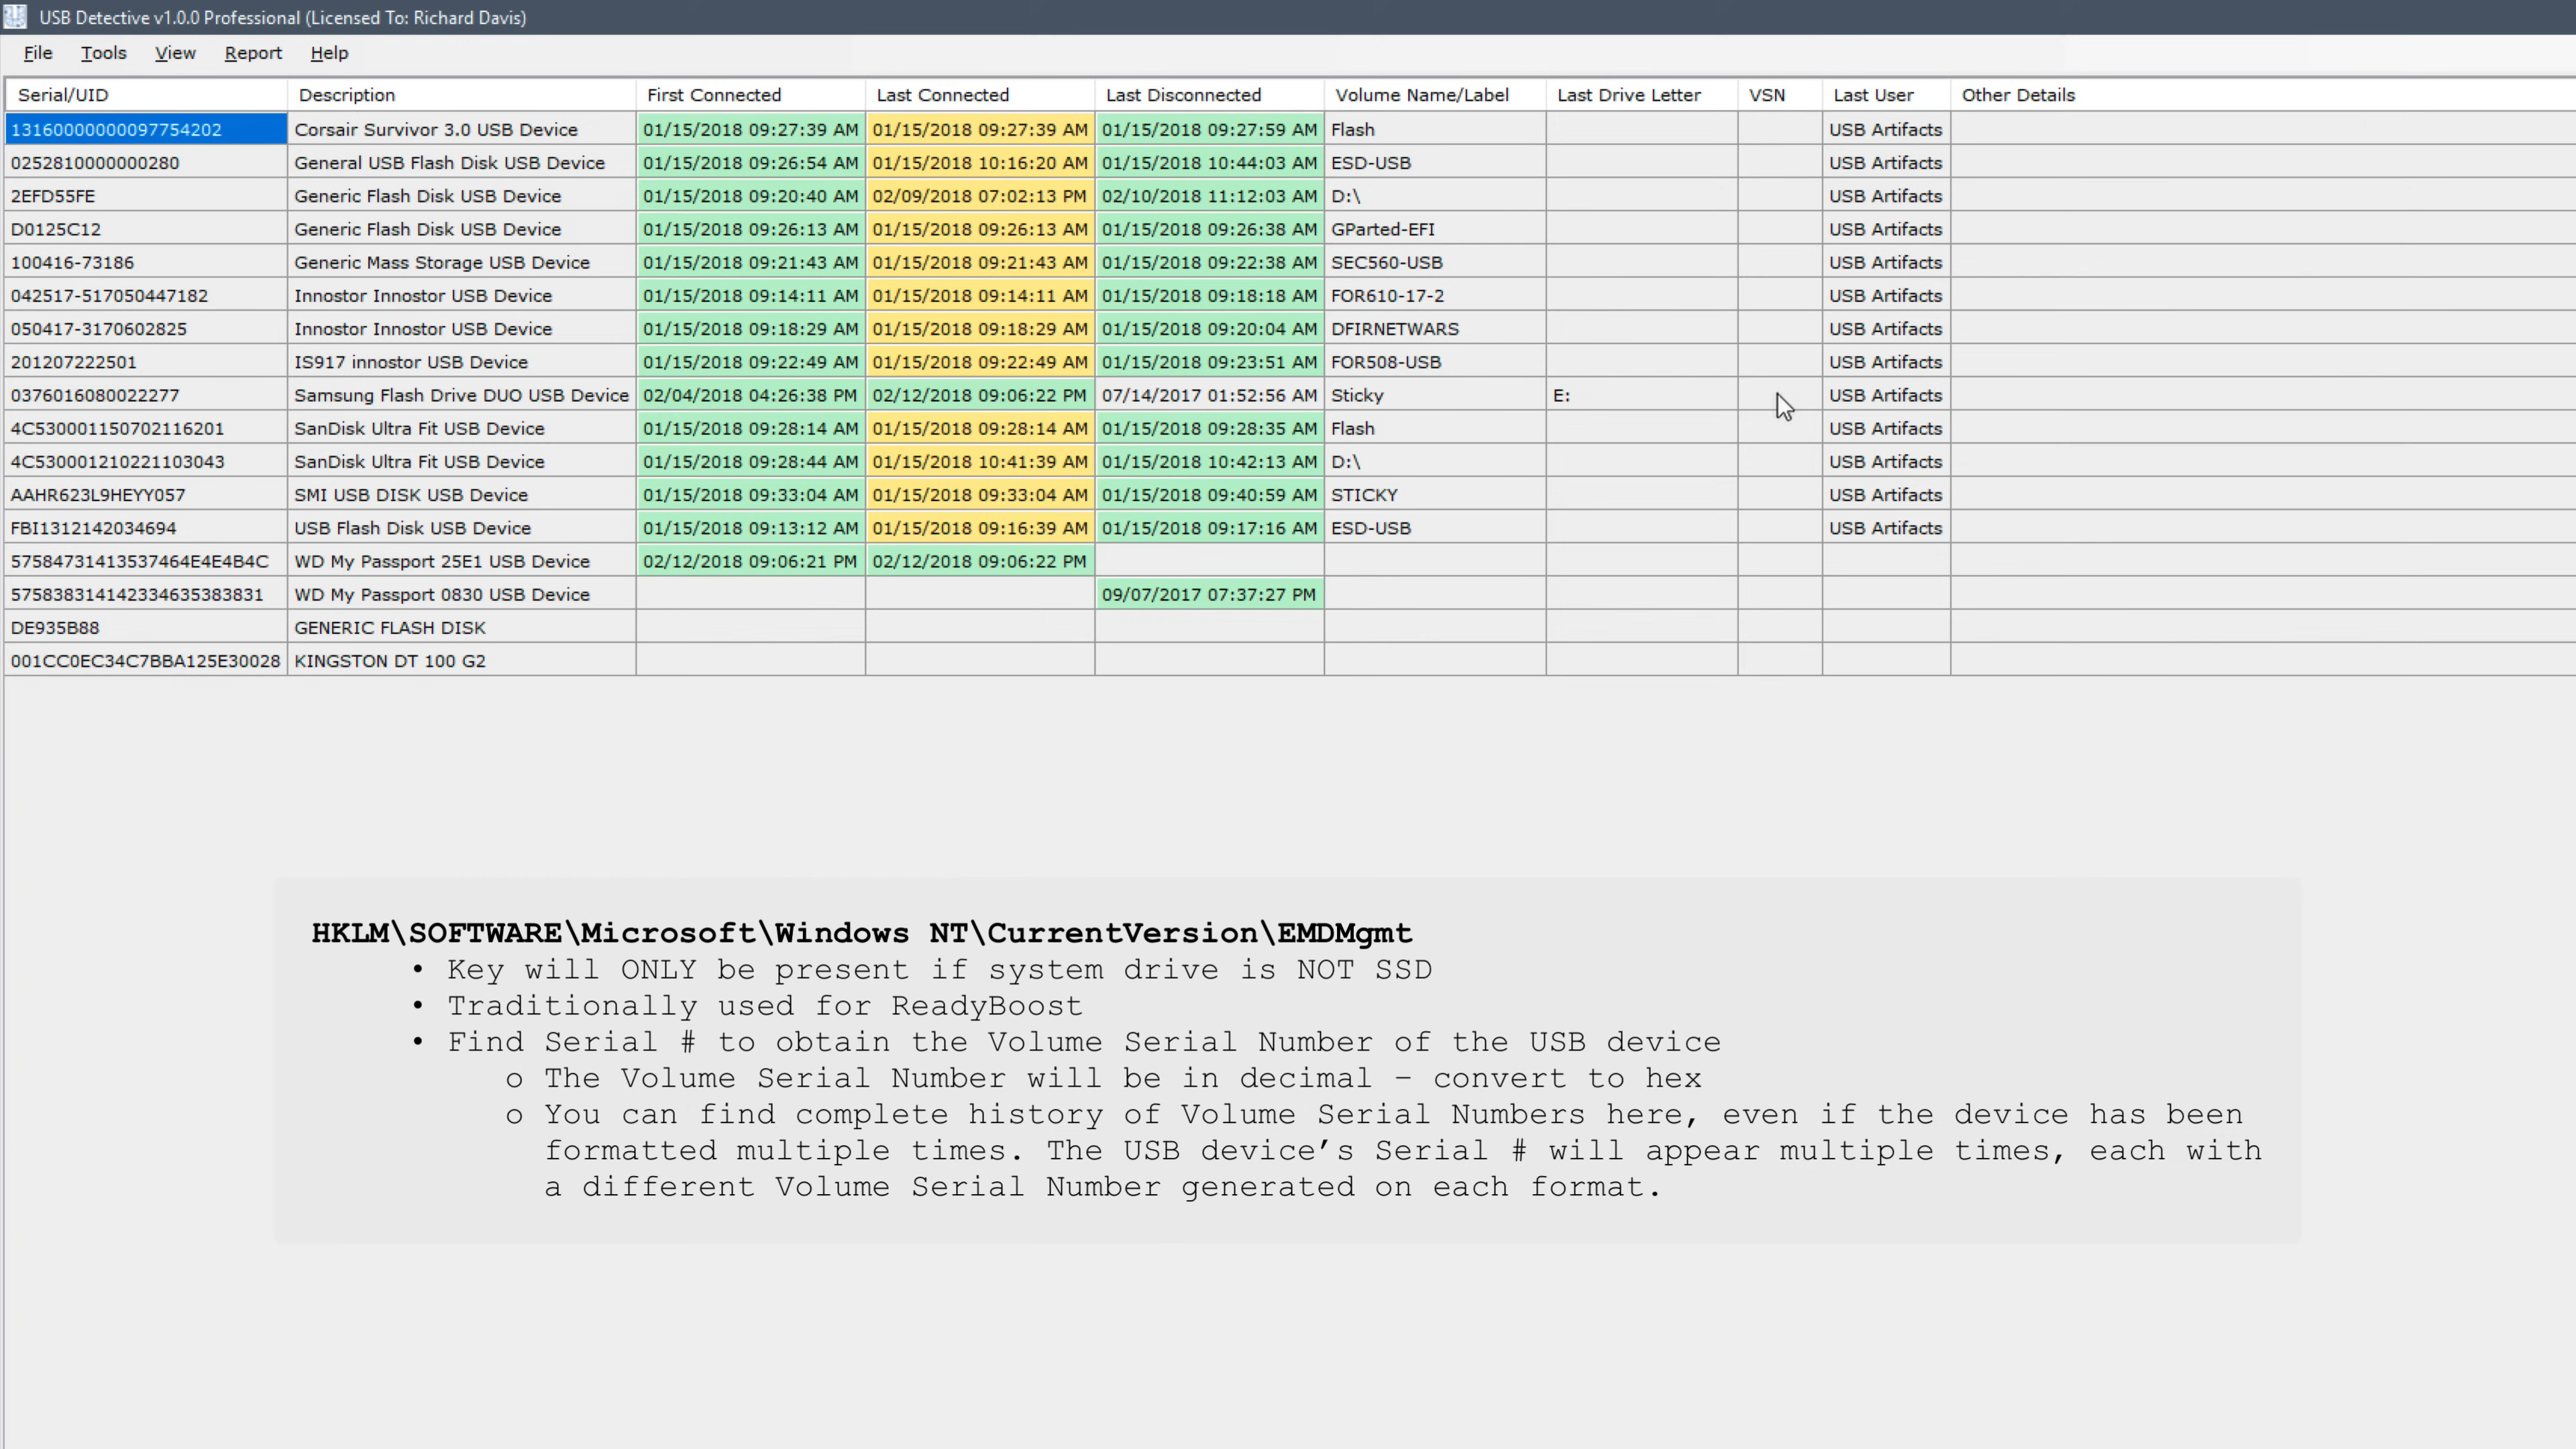 USB Detective v1.0.0 Professional (Licensed To: Richard Davis)
File Tools View Report Help
Serial/UID Description First Connected Last Connected Last Disconnected Volume Name/Label Last Drive Letter VSN Last User Other Details
13160000000097754202 Corsair Survivor 3.0 USB Device 01/15/2018 09:27:39 AM 01/15/2018 09:27:39 AM 01/15/2018 09:27:59 AM Flash USB Artifacts
0252810000000280 General USB Flash Disk USB Device 01/15/2018 09:26:54 AM 01/15/2018 10:16:20 AM 01/15/2018 10:44:03 AM ESD-USB USB Artifacts
2EFD55FE Generic Flash Disk USB Device 01/15/2018 09:20:40 AM 02/09/2018 07:02:13 PM 02/10/2018 11:12:03 AM D:\ USB Artifacts
D0125C12 Generic Flash Disk USB Device 01/15/2018 09:26:13 AM 01/15/2018 09:26:13 AM 01/15/2018 09:26:38 AM GParted-EFI USB Artifacts
100416-73186 Generic Mass Storage USB Device 01/15/2018 09:21:43 AM 01/15/2018 09:21:43 AM 01/15/2018 09:22:38 AM SEC560-USB USB Artifacts
042517-517050447182 Innostor Innostor USB Device 01/15/2018 09:14:11 AM 01/15/2018 09:14:11 AM 01/15/2018 09:18:18 AM FOR610-17-2 USB Artifacts
050417-3170602825 Innostor Innostor USB Device 01/15/2018 09:18:29 AM 01/15/2018 09:18:29 AM 01/15/2018 09:20:04 AM DFIRNETWARS USB Artifacts
201207222501 IS917 innostor USB Device 01/15/2018 09:22:49 AM 01/15/2018 09:22:49 AM 01/15/2018 09:23:51 AM FOR508-USB USB Artifacts
0376016080022277 Samsung Flash Drive DUO USB Device 02/04/2018 04:26:38 PM 02/12/2018 09:06:22 PM 07/14/2017 01:52:56 AM Sticky E: USB Artifacts
4C530001150702116201 SanDisk Ultra Fit USB Device 01/15/2018 09:28:14 AM 01/15/2018 09:28:14 AM 01/15/2018 09:28:35 AM Flash USB Artifacts
4C530001210221103043 SanDisk Ultra Fit USB Device 01/15/2018 09:28:44 AM 01/15/2018 10:41:39 AM 01/15/2018 10:42:13 AM D:\ USB Artifacts
AAHR623L9HEYY057 SMI USB DISK USB Device 01/15/2018 09:33:04 AM 01/15/2018 09:33:04 AM 01/15/2018 09:40:59 AM STICKY USB Artifacts
FBI1312142034694 USB Flash Disk USB Device 01/15/2018 09:13:12 AM 01/15/2018 09:16:39 AM 01/15/2018 09:17:16 AM ESD-USB USB Artifacts
57584731413537464E4E4B4C WD My Passport 25E1 USB Device 02/12/2018 09:06:21 PM 02/12/2018 09:06:22 PM
575838314142334635383831 WD My Passport 0830 USB Device 09/07/2017 07:37:27 PM
DE935B88 GENERIC FLASH DISK
001CC0EC34C7BBA125E30028 KINGSTON DT 100 G2
HKLM\SOFTWARE\Microsoft\Windows NT\CurrentVersion\EMDMgmt
• Key will ONLY be present if system drive is NOT SSD
• Traditionally used for ReadyBoost
• Find Serial # to obtain the Volume Serial Number of the USB device
o The Volume Serial Number will be in decimal – convert to hex
o You can find complete history of Volume Serial Numbers here, even if the device has been
formatted multiple times. The USB device’s Serial # will appear multiple times, each with
a different Volume Serial Number generated on each format.